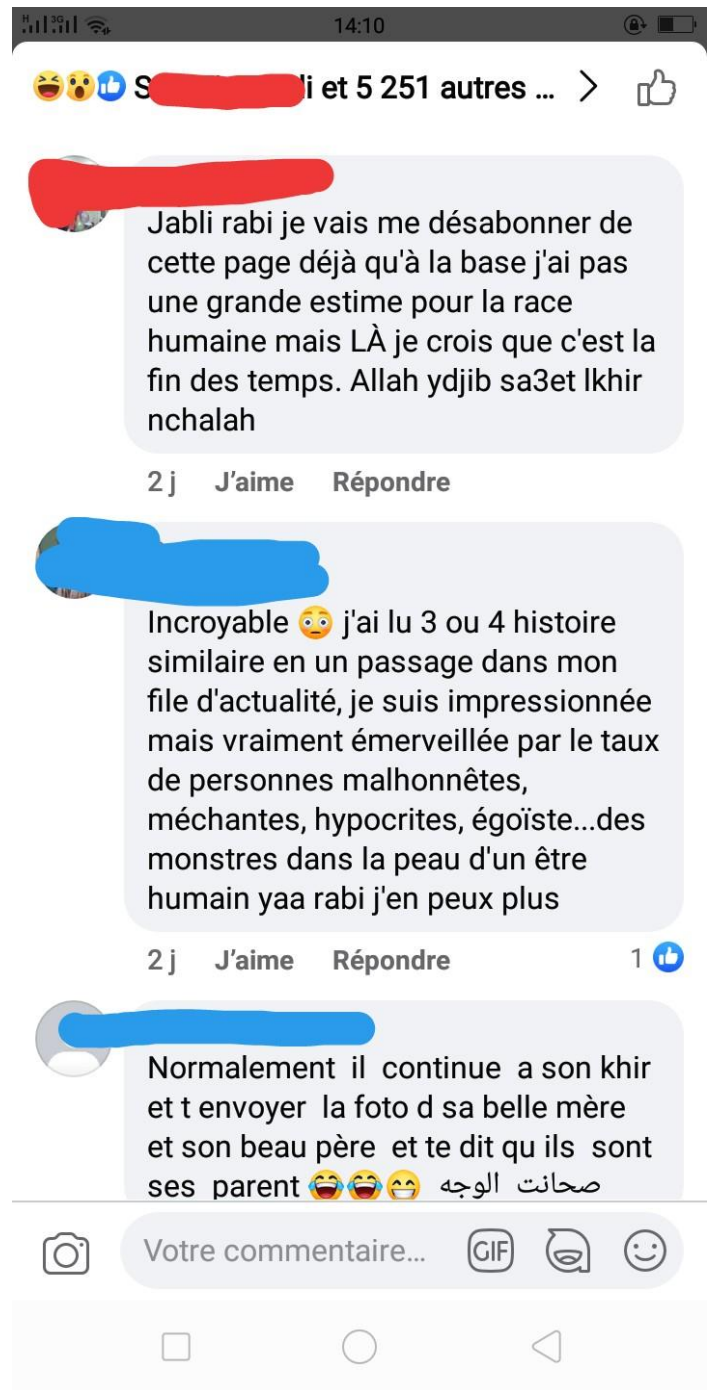 H 3G
14:10
S i et 5 251 autres ...
Jabli rabi je vais me désabonner de
cette page déjà qu'à la base j'ai pas
une grande estime pour la race
humaine mais LÀ je crois que c'est la
fin des temps. Allah ydjib sa3et lkhir
nchalah
2 j J'aime Répondre
Incroyable 😳 j'ai lu 3 ou 4 histoire
similaire en un passage dans mon
file d'actualité, je suis impressionnée
mais vraiment émerveillée par le taux
de personnes malhonnêtes,
méchantes, hypocrites, égoïste...des
monstres dans la peau d'un être
humain yaa rabi j'en peux plus
2 j J'aime Répondre 1
Normalement il continue a son khir
et t envoyer la foto d sa belle mère
et son beau père et te dit qu ils sont
ses parent 😂😂😁 صحانت الوجه
Votre commentaire... GIF